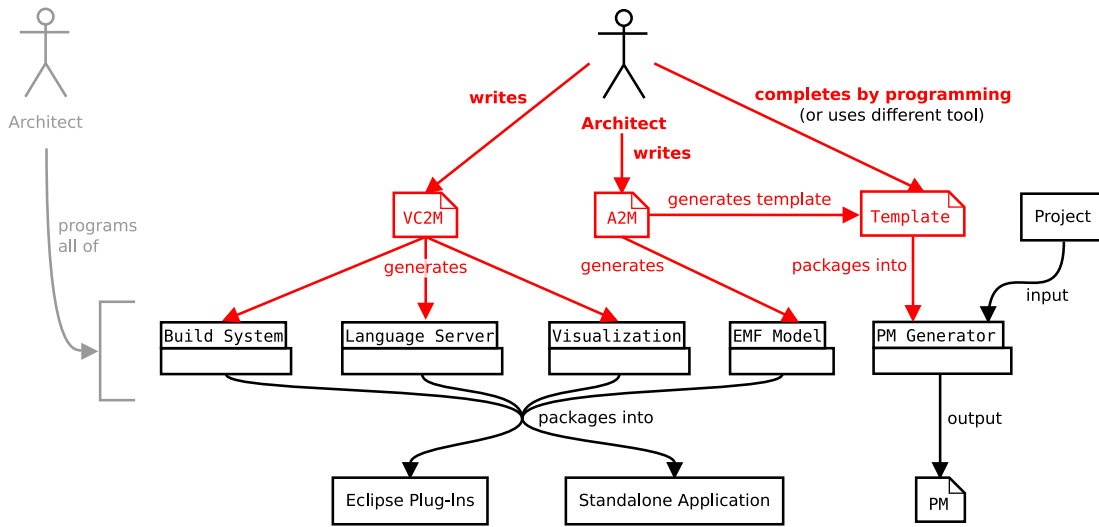 writes
completes by programming
(or uses different tool)
Architect
Architect
writes
VC2M
A2M
generates template
Template
Project
programs
all of
generates
generates
packages into
input
Build System
Language Server
Visualization
EMF Model
PM Generator
packages into
output
Eclipse Plug-Ins
Standalone Application
PM